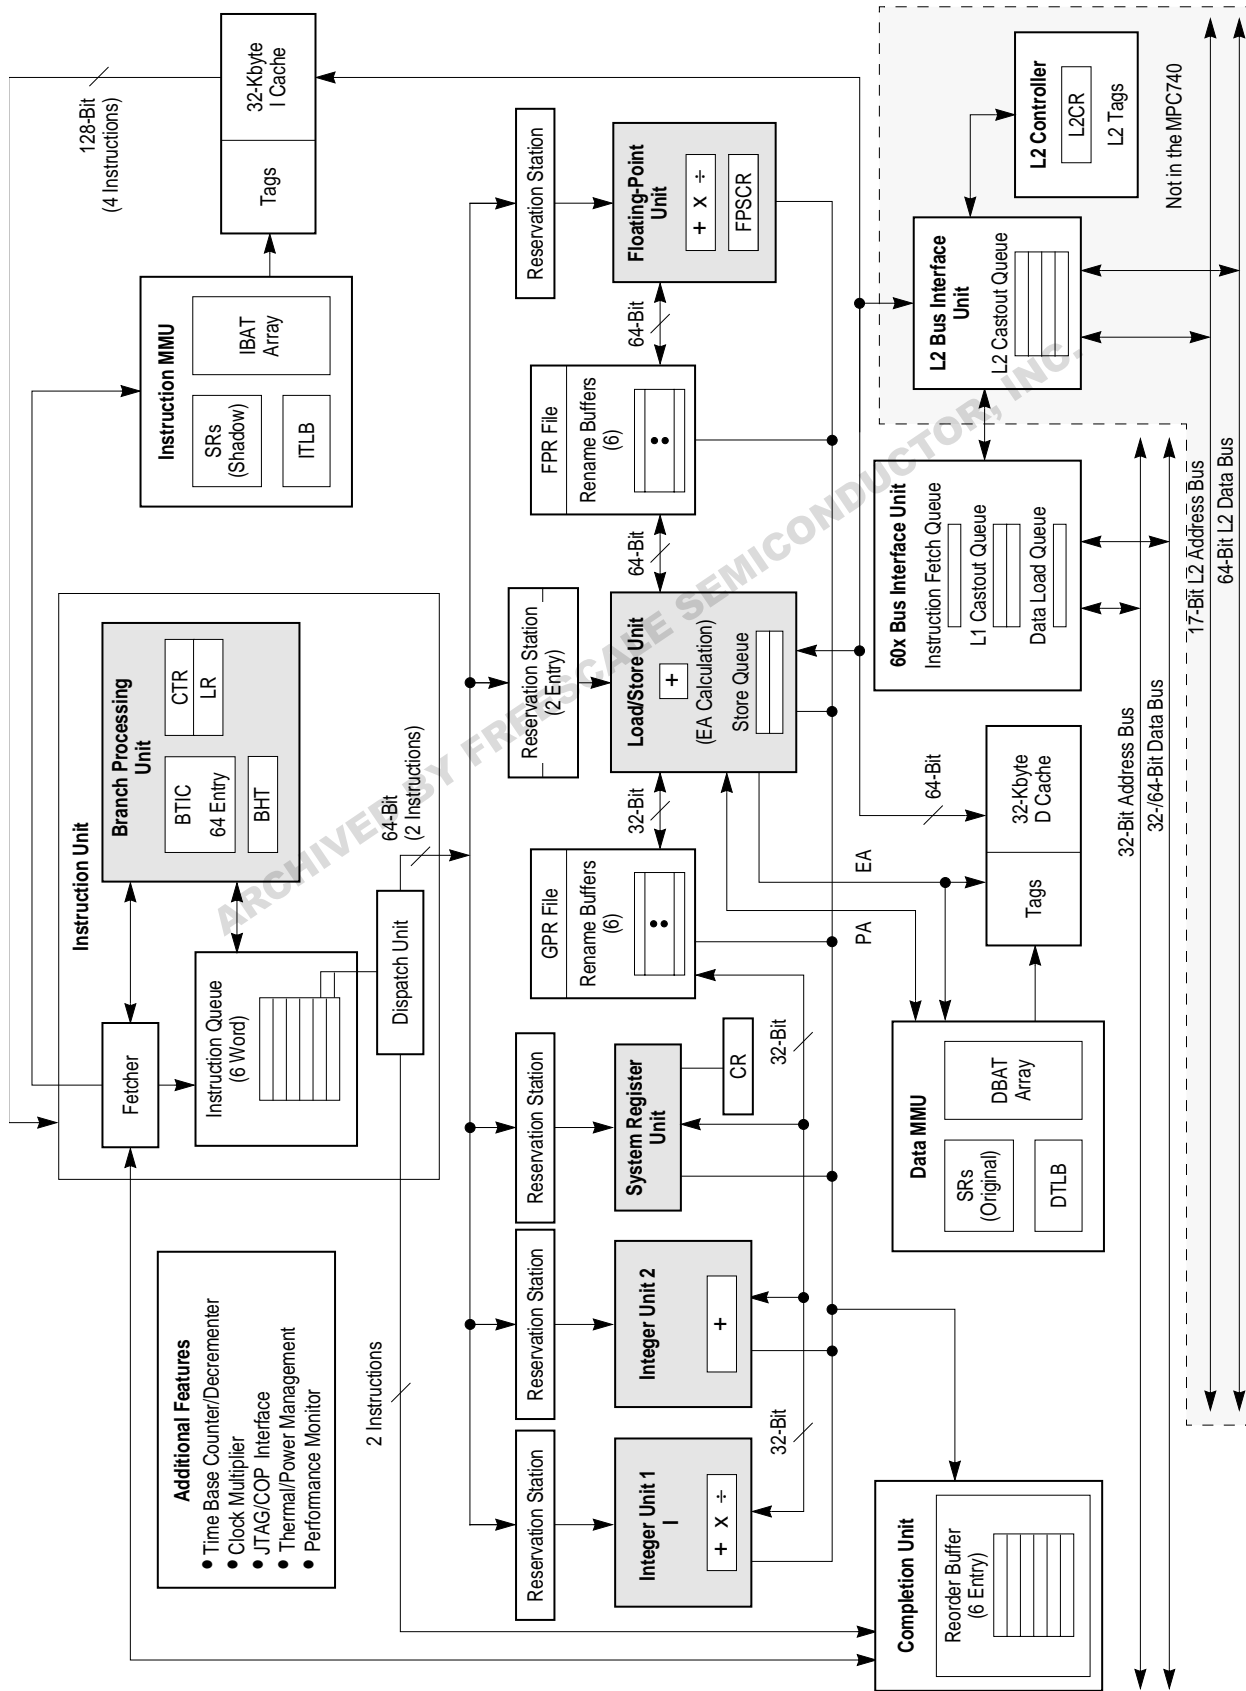 Additional Features
● Time Base Counter/Decrementer
● Clock Multiplier
● JTAG/COP Interface
● Thermal/Power Management
● Performance Monitor
2 Instructions
Instruction Unit
Fetcher
Instruction Queue
(6 Word)
Branch Processing
Unit
BTIC
64 Entry
BHT
CTR
LR
Dispatch Unit
64-Bit
(2 Instructions)
Instruction MMU
SRs
(Shadow)
ITLB
IBAT
Array
128-Bit
(4 Instructions)
Tags
32-Kbyte
I Cache
Reservation Station
Reservation Station
Reservation Station
Reservation Station
(2 Entry)
Reservation Station
Integer Unit 1
I
+ x ÷
Integer Unit 2
+
System Register
Unit
CR
32-Bit
32-Bit
GPR File
Rename Buffers
(6)
32-Bit
Load/Store Unit
+
(EA Calculation)
Store Queue
64-Bit
FPR File
Rename Buffers
(6)
64-Bit
Floating-Point
Unit
+ x ÷
FPSCR
PA
EA
64-Bit
Completion Unit
Reorder Buffer
(6 Entry)
Data MMU
SRs
(Original)
DTLB
DBAT
Array
Tags
32-Kbyte
D Cache
60x Bus Interface Unit
Instruction Fetch Queue
L1 Castout Queue
Data Load Queue
L2 Bus Interface
Unit
L2 Castout Queue
L2 Controller
L2CR
L2 Tags
Not in the MPC740
32-Bit Address Bus
32-/64-Bit Data Bus
17-Bit L2 Address Bus
64-Bit L2 Data Bus
ARCHIVED BY FREESCALE SEMICONDUCTOR, INC.